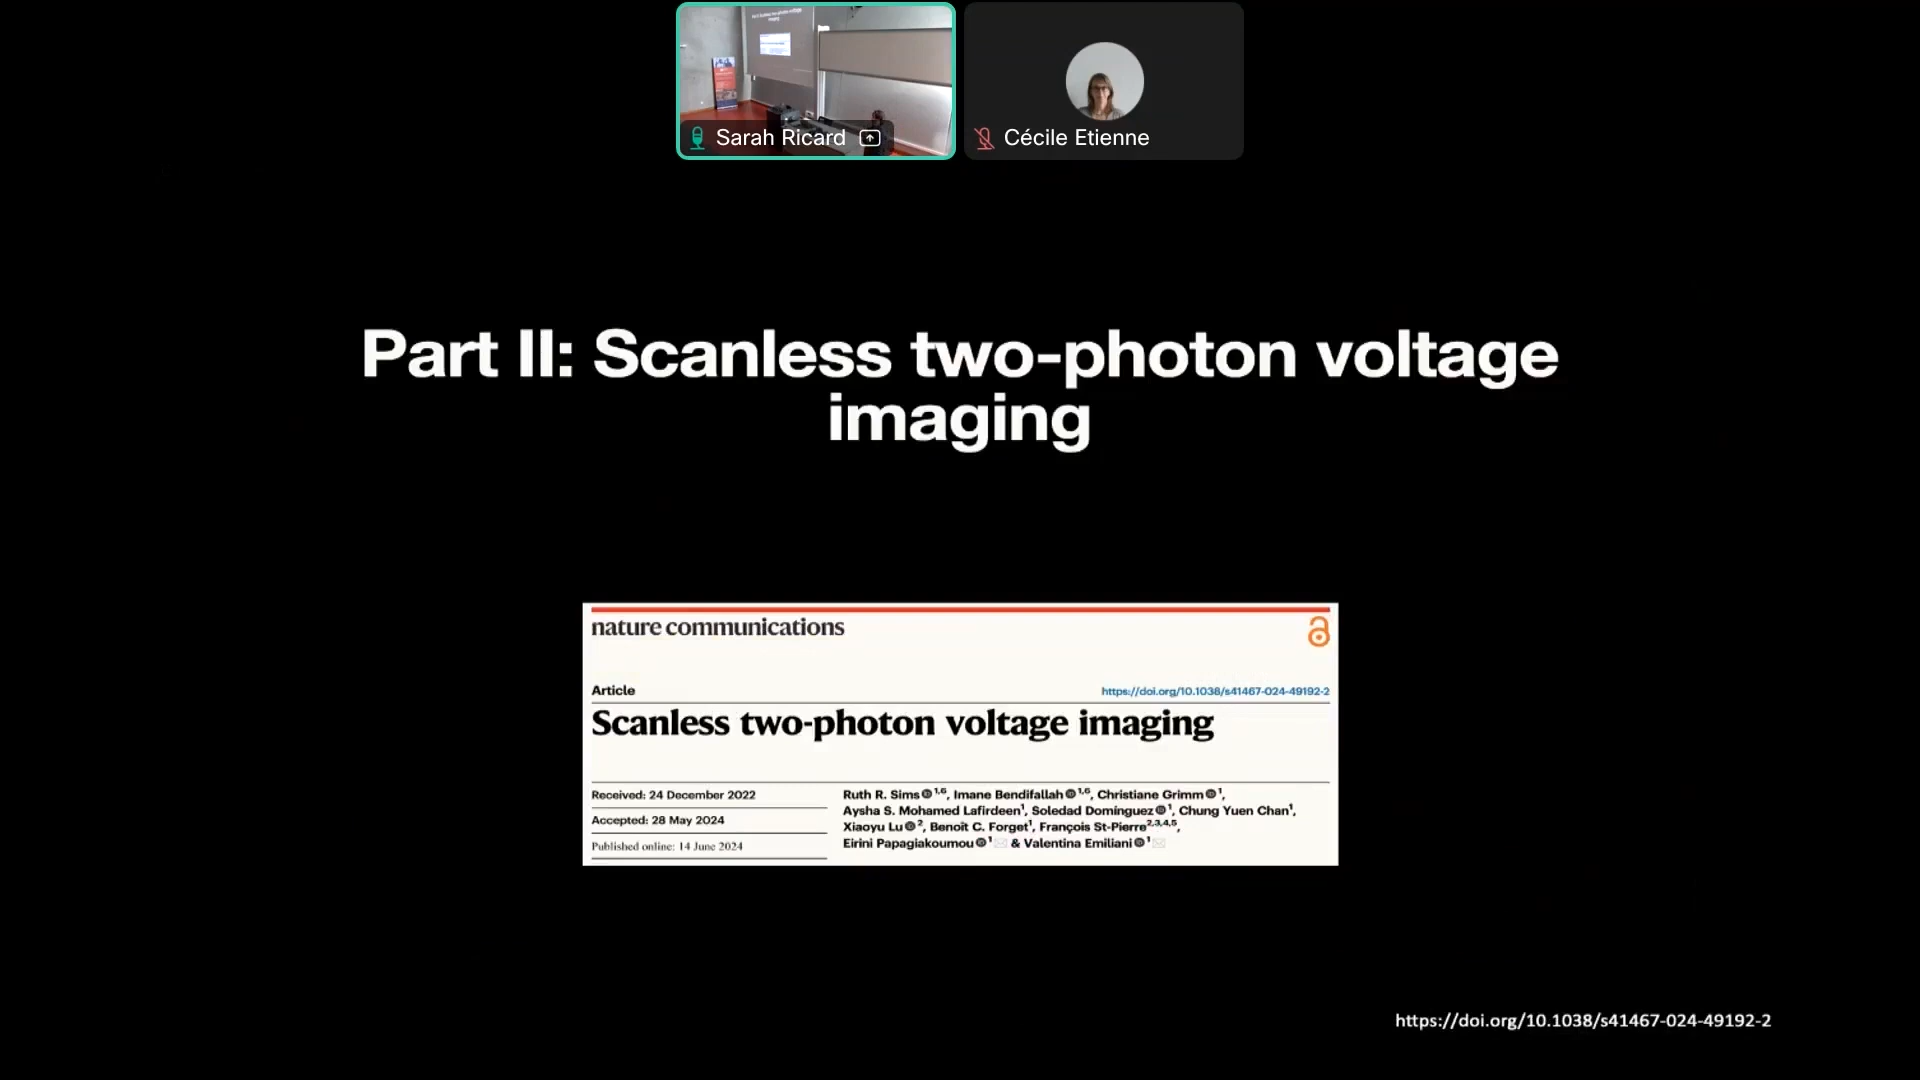 Sarah Ricard
Cécile Etienne
Part II: Scanless two-photon voltage
imaging
nature communications
Article
https://doi.org/10.1038/s41467-024-49192-2
Scanless two-photon voltage imaging
Received: 24 December 2022
Accepted: 28 May 2024
Published online: 14 June 2024
Ruth R. Sims 1,6, Imane Bendifallah 1,6, Christiane Grimm 1,
Aysha S. Mohamed Lafirdeen1, Soledad Domínguez 1, Chung Yuen Chan1,
Xiaoyu Lu 2, Benoît C. Forget1, François St-Pierre2,3,4,5,
Eirini Papagiakoumou 1 & Valentina Emiliani 1
https://doi.org/10.1038/s41467-024-49192-2